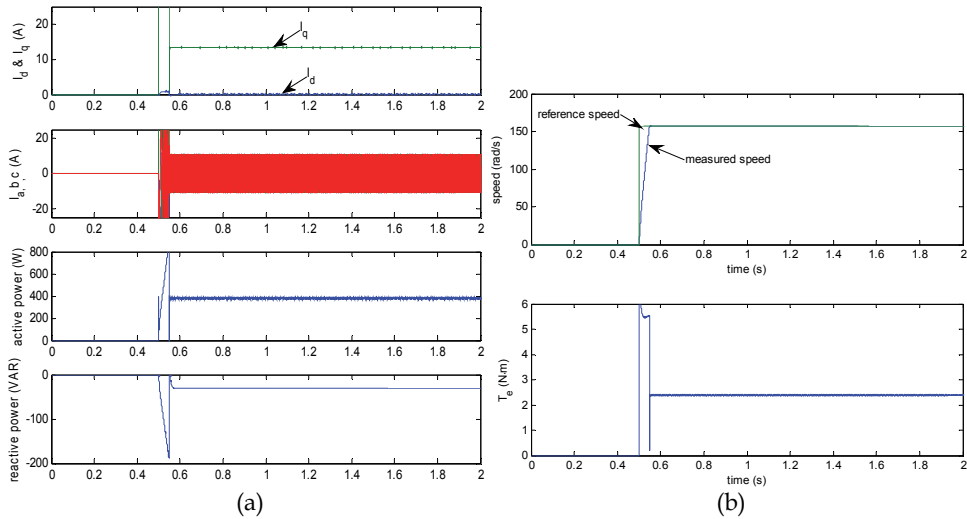 I_d & I_q (A)
20
10
0
I_q
I_d
0 0.2 0.4 0.6 0.8 1 1.2 1.4 1.6 1.8 2
I_a,,b c (A)
20
0
-20
0 0.2 0.4 0.6 0.8 1 1.2 1.4 1.6 1.8 2
active power (W)
800
600
400
200
0
0 0.2 0.4 0.6 0.8 1 1.2 1.4 1.6 1.8 2
reactive power (VAR)
0
-100
-200
0 0.2 0.4 0.6 0.8 1 1.2 1.4 1.6 1.8 2
(a)
speed (rad/s)
200
150
100
50
0
reference speed
measured speed
0 0.2 0.4 0.6 0.8 1 1.2 1.4 1.6 1.8 2
time (s)
T_e (N·m)
6
5
4
3
2
1
0
0 0.2 0.4 0.6 0.8 1 1.2 1.4 1.6 1.8 2
time (s)
(b)